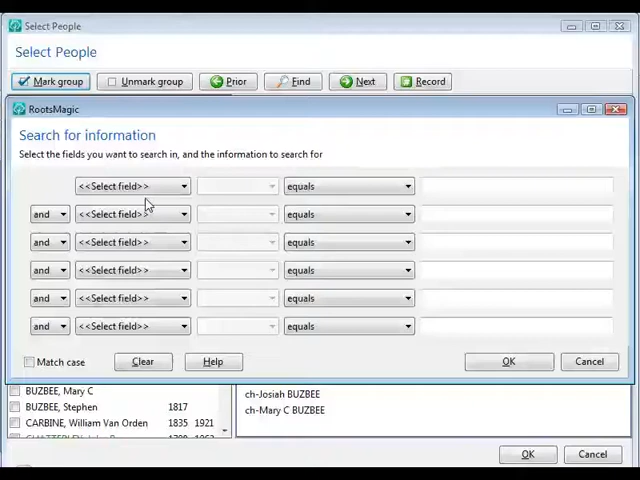 Select People
Select People
Mark group Unmark group Prior Find Next Record
RootsMagic
Search for information
Select the fields you want to search in, and the information to search for
<<Select field>> equals
and <<Select field>> equals
and <<Select field>> equals
and <<Select field>> equals
and <<Select field>> equals
and <<Select field>> equals
Match case Clear Help OK Cancel
BUZBEE, Mary C ch-Josiah BUZBEE
BUZBEE, Stephen 1817 ch-Mary C BUZBEE
CARBINE, William Van Orden 1835 1921
OK Cancel